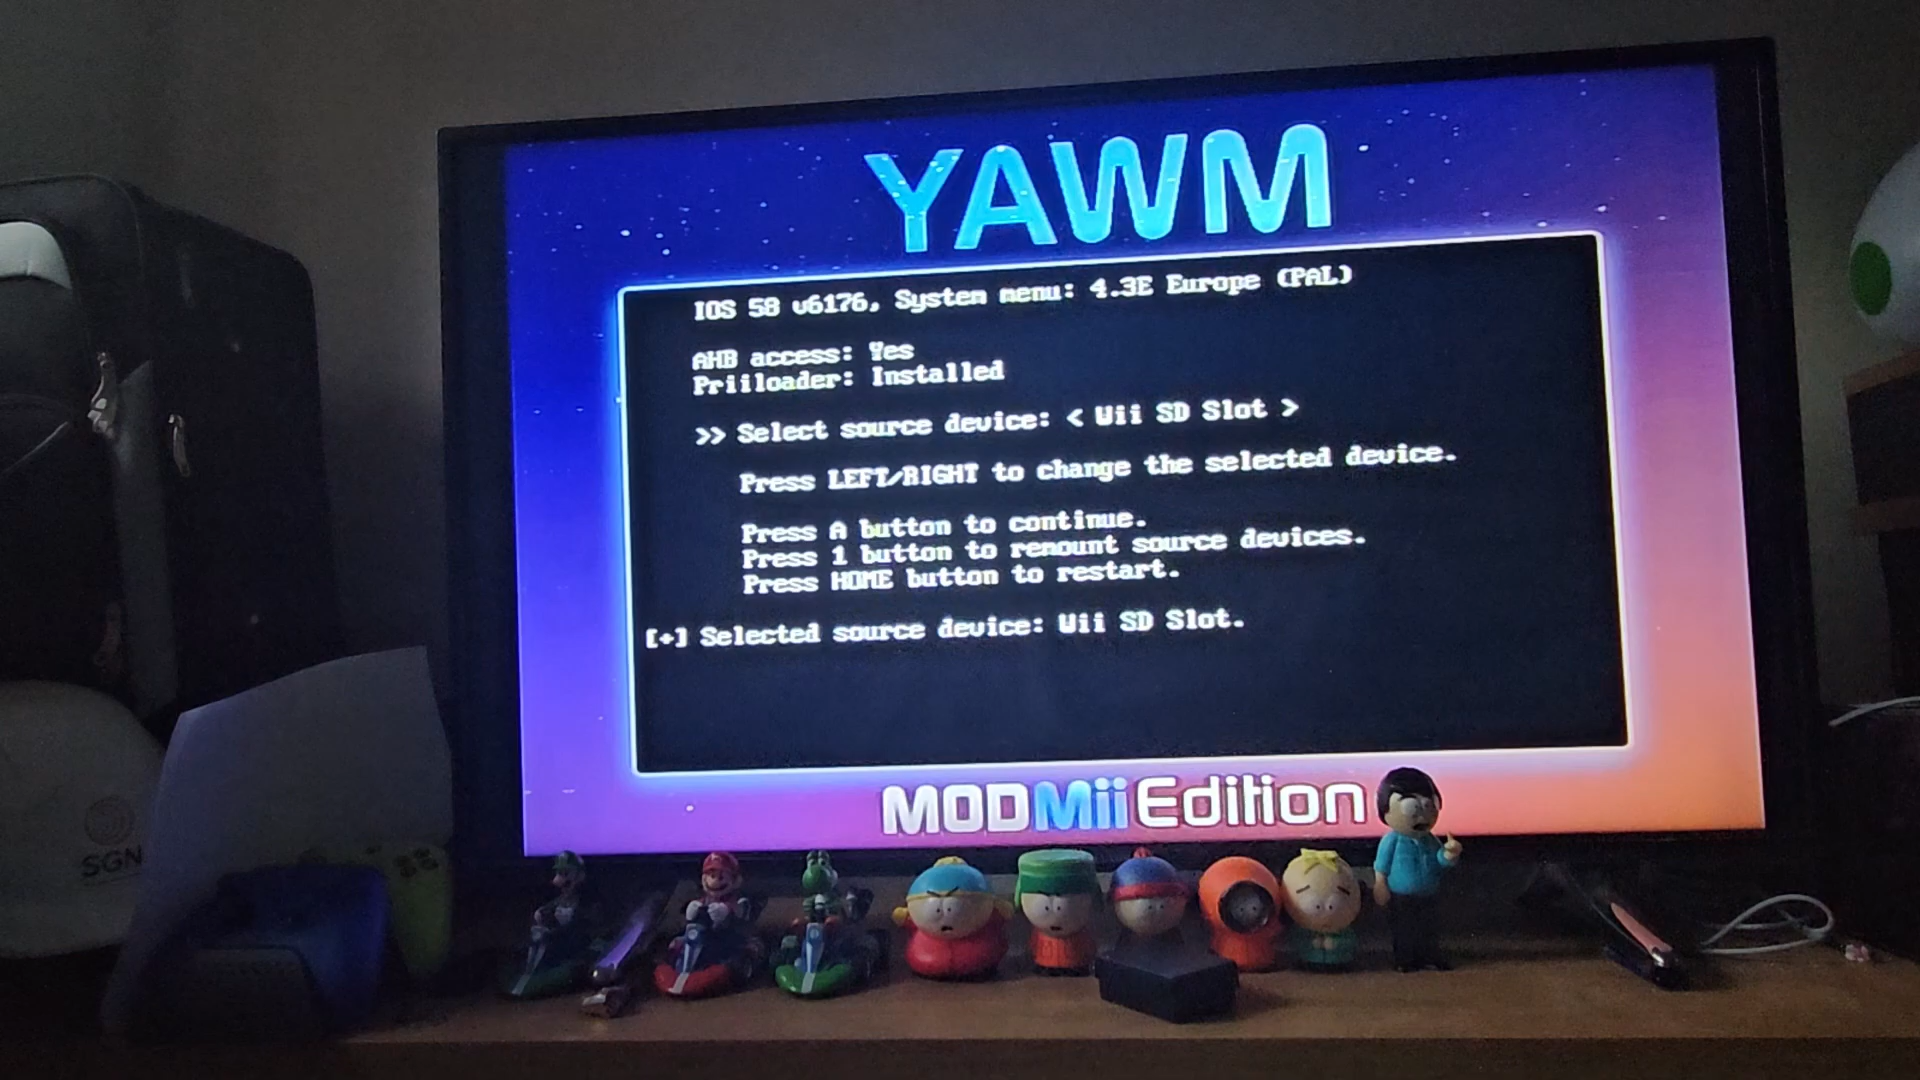 YAWM
IOS 58 v6176, System menu: 4.3E Europe (PAL)
AHB access: Yes
Priiloader: Installed
>> Select source device: < Wii SD Slot >
Press LEFT/RIGHT to change the selected device.
Press A button to continue.
Press 1 button to remount source devices.
Press HOME button to restart.
[+] Selected source device: Wii SD Slot.
MODMii Edition
SGN